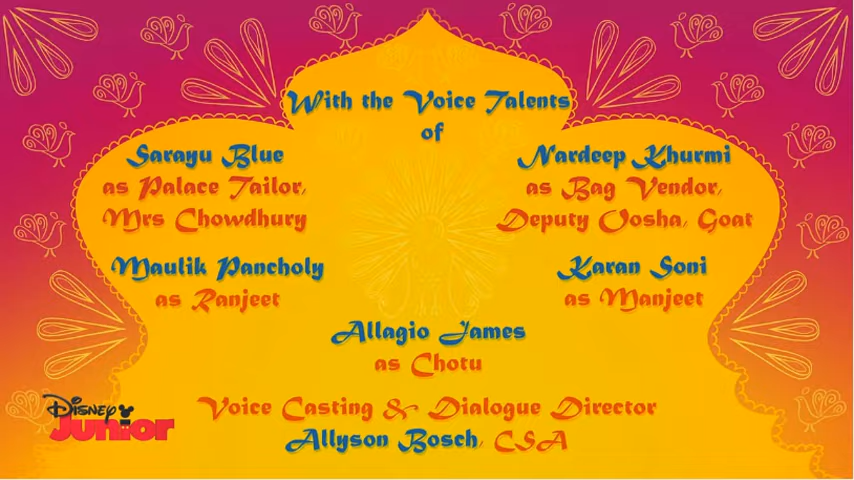 With the Voice Talents
of
Sarayu Blue
as Palace Tailor,
Mrs Chowdhury
Nardeep Khurmi
as Bag Vendor,
Deputy Oosha, Goat
Maulik Pancholy
as Ranjeet
Karan Soni
as Manjeet
Allagio James
as Chotu
Voice Casting & Dialogue Director
Allyson Bosch, CSA
Disney
Junior